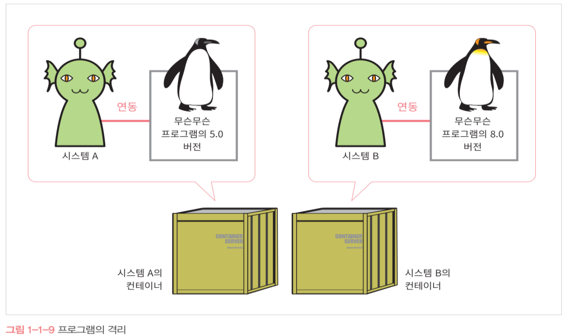 연동
무슨무슨
프로그램의 5.0
버전
시스템 A
연동
무슨무슨
프로그램의 8.0
버전
시스템 B
시스템 A의
컨테이너
시스템 B의
컨테이너
그림 1-1-9 프로그램의 격리